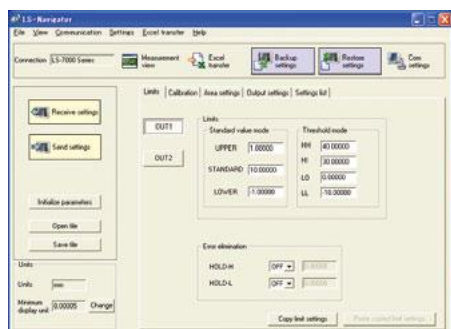 LS-Navigator
File View Communication Settings Excel transfer Help
Connection LS-7000 Series Measurement view Excel transfer Backup settings Restore settings Com settings
Receive settings
Send settings
Initialize parameters
Open file
Save file
Units
Units mm
Minimum display unit 0.00005 Change
Limits Calibration Area settings Output settings Settings list
OUT1
OUT2
Limits
Standard value mode
UPPER 1.00000
STANDARD 10.00000
LOWER -1.00000
Threshold mode
HH 40.00000
HI 30.00000
LO 0.00000
LL -10.00000
Error elimination
HOLD-H OFF 0.00000
HOLD-L OFF 0.00000
Copy limit settings Paste copied limit settings